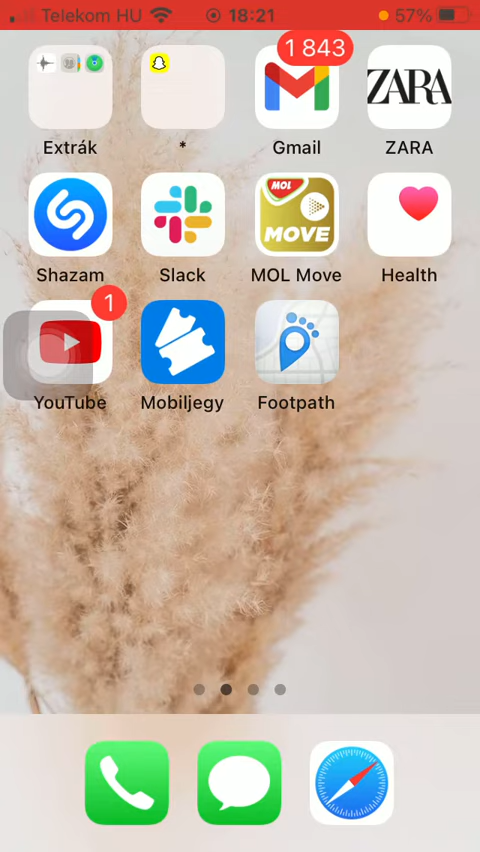 Telekom HU 18:21 57%
1 843
ZARA
Extrák * Gmail ZARA
MOL
MOVE
Shazam Slack MOL Move Health
1
YouTube Mobiljegy Footpath